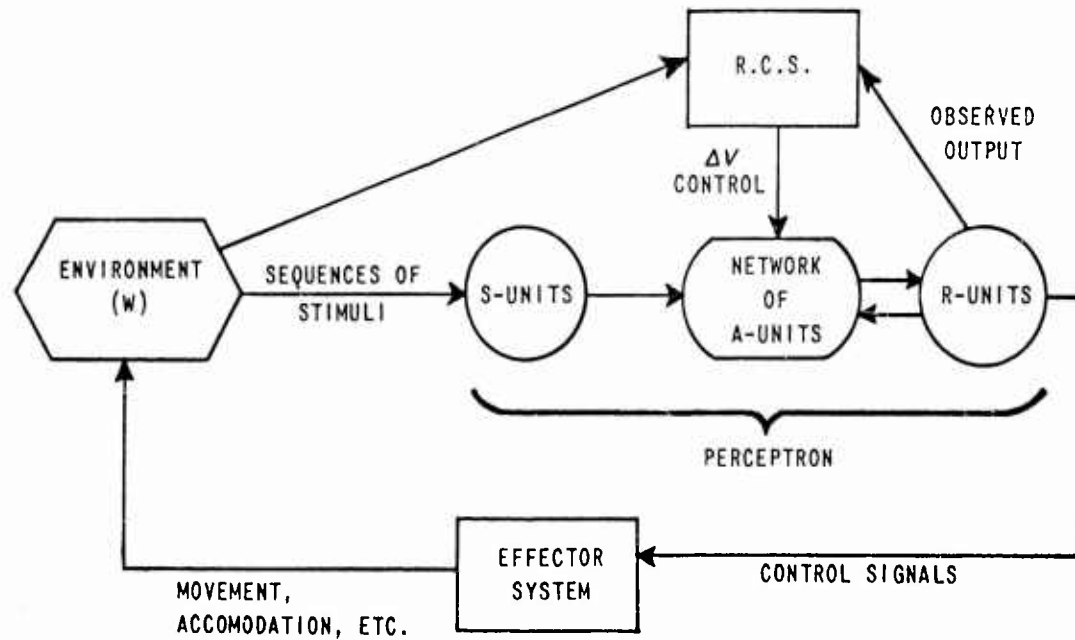 R.C.S.
OBSERVED
OUTPUT
ΔV
CONTROL
ENVIRONMENT
(W)
SEQUENCES OF
STIMULI
S-UNITS
NETWORK
OF
A-UNITS
R-UNITS
PERCEPTRON
EFFECTOR
SYSTEM
CONTROL SIGNALS
MOVEMENT,
ACCOMODATION, ETC.